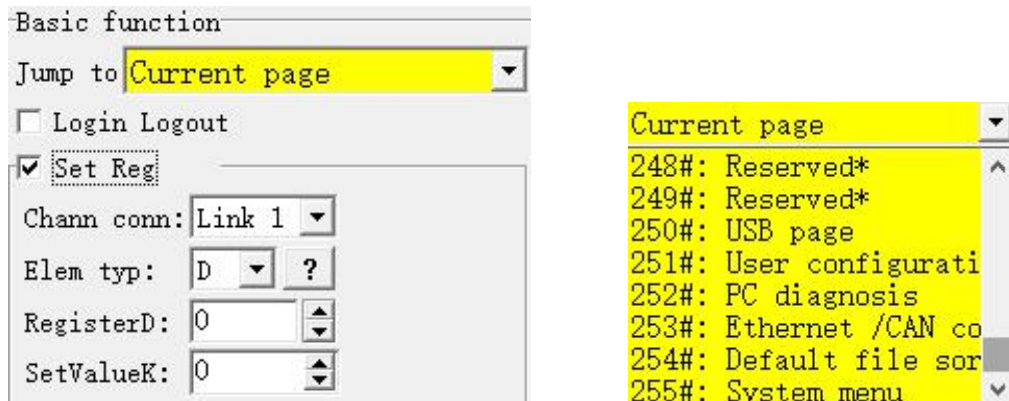 Basic function
Jump to Current page
Login Logout
Set Reg
Chann conn: Link 1
Elem typ: D ?
RegisterD: 0
SetValueK: 0
Current page
248#: Reserved*
249#: Reserved*
250#: USB page
251#: User configurati
252#: PC diagnosis
253#: Ethernet /CAN co
254#: Default file sor
255#: System menu